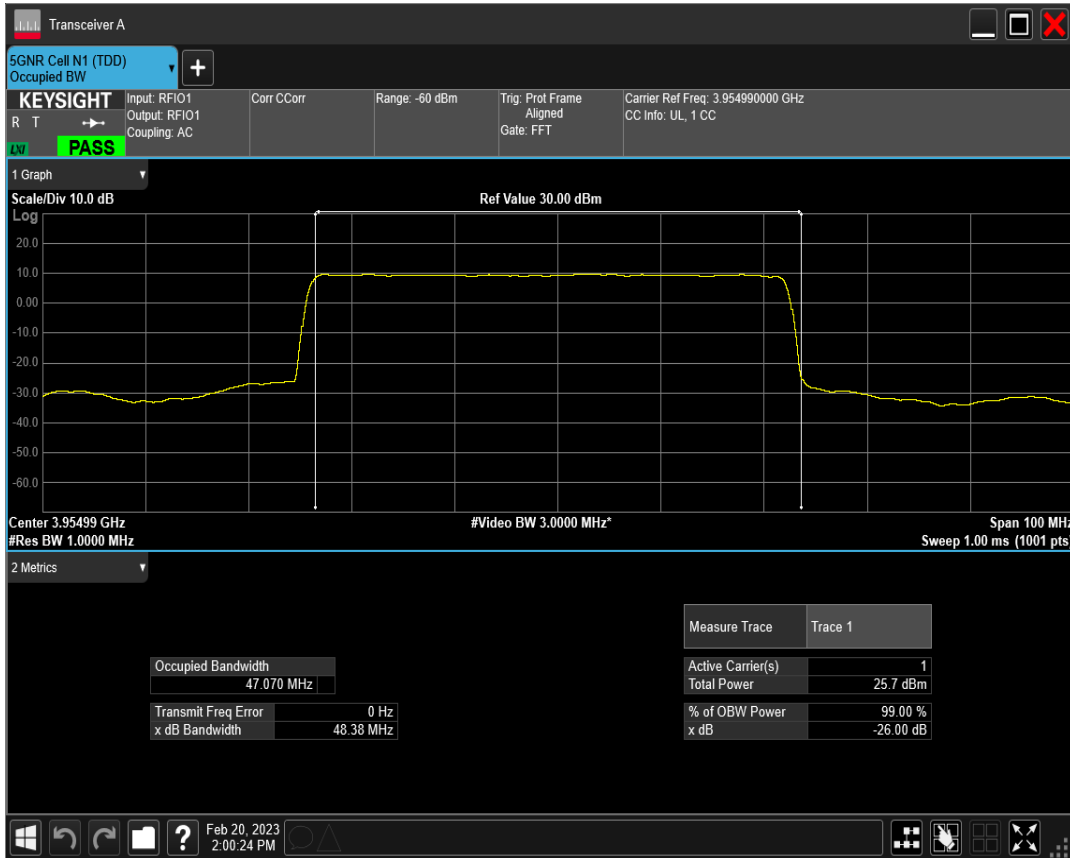 Transceiver A
5GNR Cell N1 (TDD)
Occupied BW
+
KEYSIGHT
R T
LXI
PASS
Input: RFIO1
Output: RFIO1
Coupling: AC
Corr CCorr
Range: -60 dBm
Trig: Prot Frame
Aligned
Gate: FFT
Carrier Ref Freq: 3.954990000 GHz
CC Info: UL, 1 CC
1 Graph
Scale/Div 10.0 dB
Ref Value 30.00 dBm
Log
20.0
10.0
0.00
-10.0
-20.0
-30.0
-40.0
-50.0
-60.0
Center 3.95499 GHz
#Video BW 3.0000 MHz*
Span 100 MHz
#Res BW 1.0000 MHz
Sweep 1.00 ms (1001 pts)
2 Metrics
Measure Trace Trace 1
Occupied Bandwidth
47.070 MHz
Active Carrier(s) 1
Total Power 25.7 dBm
Transmit Freq Error 0 Hz
x dB Bandwidth 48.38 MHz
% of OBW Power 99.00 %
x dB -26.00 dB
?
Feb 20, 2023
2:00:24 PM